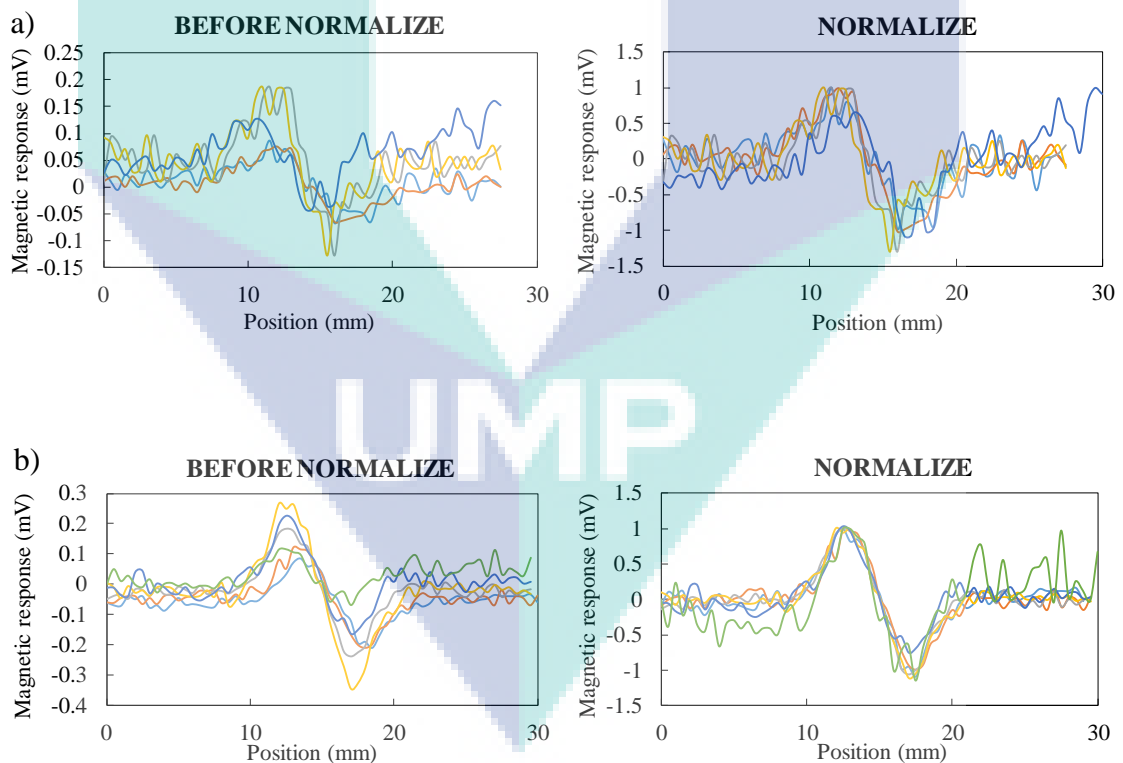 a)
BEFORE NORMALIZE
Magnetic response (mV)
0.25
0.2
0.15
0.1
0.05
0
-0.05
-0.1
-0.15
0 10 20 30
Position (mm)
NORMALIZE
Magnetic response (mV)
1.5
1
0.5
0
-0.5
-1
-1.5
0 10 20 30
Position (mm)
UMP
b)
BEFORE NORMALIZE
Magnetic response (mV)
0.3
0.2
0.1
0
-0.1
-0.2
-0.3
-0.4
0 10 20 30
Position (mm)
NORMALIZE
Magnetic response (mV)
1.5
1
0.5
0
-0.5
-1
-1.5
0 10 20 30
Position (mm)